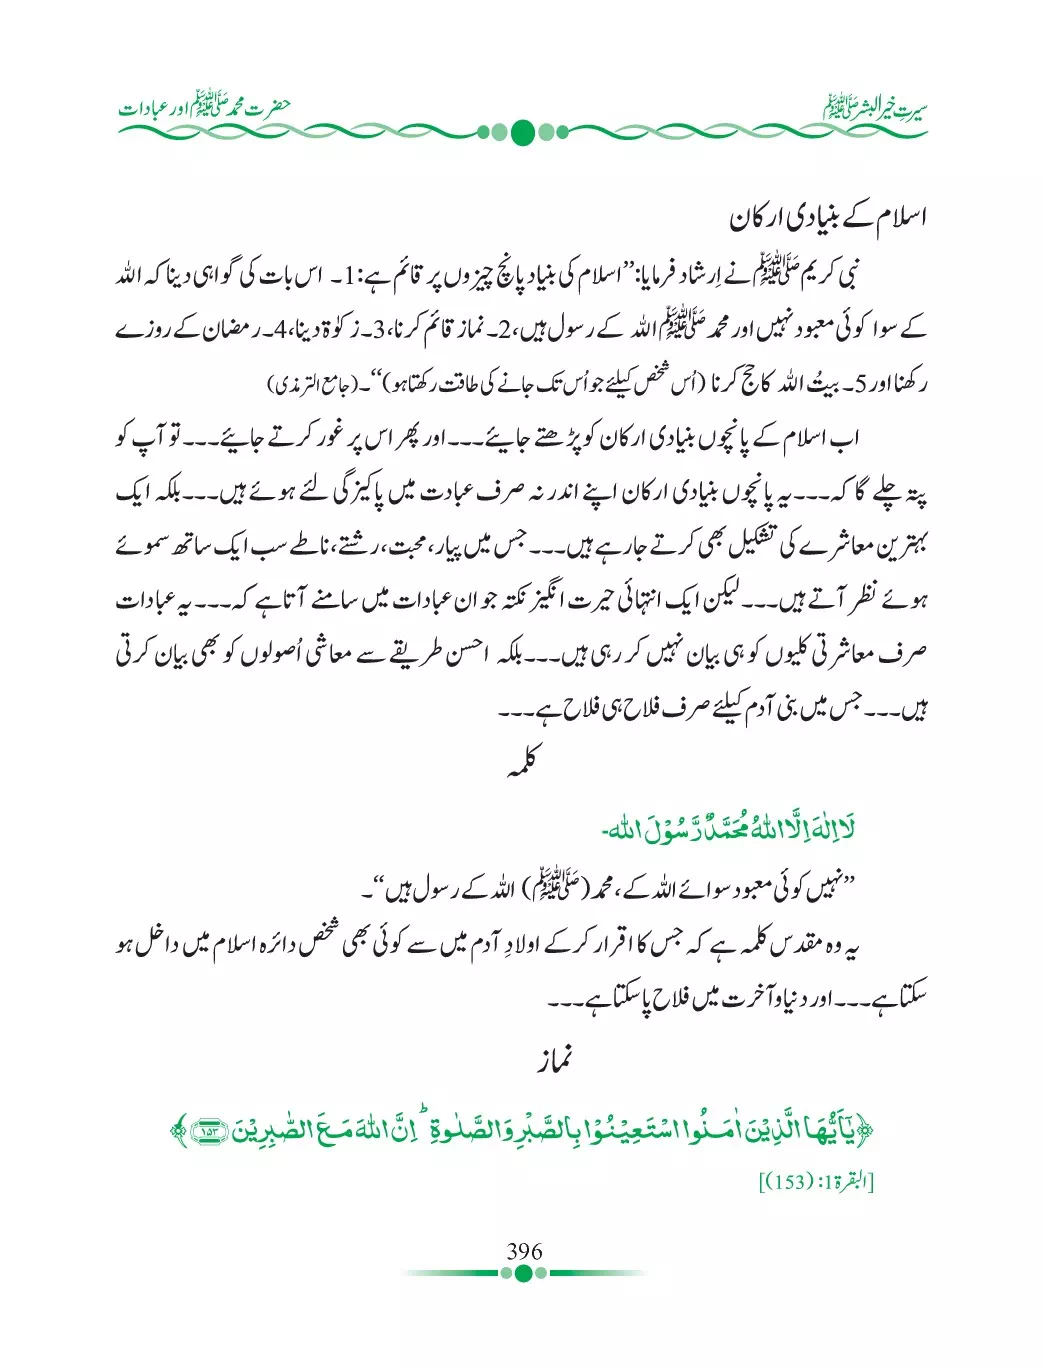 سیرتِ خیر البشر ﷺ
حضرت محمد ﷺ اور عبادات
اسلام کے بنیادی ارکان
نبی کریم ﷺ نے اِرشاد فرمایا: ”اسلام کی بنیاد پانچ چیزوں پر قائم ہے: 1۔ اس بات کی گواہی دینا کہ اللہ
کے سوا کوئی معبود نہیں اور محمد ﷺ اللہ کے رسول ہیں، 2۔ نماز قائم کرنا، 3۔ زکوٰۃ دینا، 4۔ رمضان کے روزے
رکھنا اور 5۔ بیتُ اللہ کا حج کرنا (اُس شخص کیلئے جو اُس تک جانے کی طاقت رکھتا ہو)“۔ (جامع الترمذی)
اب اسلام کے پانچوں بنیادی ارکان کو پڑھتے جایئے۔۔۔ اور پھر اس پر غور کرتے جایئے۔۔۔ تو آپ کو
پتہ چلے گا کہ۔۔۔ یہ پانچوں بنیادی ارکان اپنے اندر نہ صرف عبادت میں پاکیزگی لئے ہوئے ہیں۔۔۔ بلکہ ایک
بہترین معاشرے کی تشکیل بھی کرتے جارہے ہیں۔۔۔ جس میں پیار، محبت، رشتے، ناطے سب ایک ساتھ سموئے
ہوئے نظر آتے ہیں۔۔۔ لیکن ایک انتہائی حیرت انگیز نکتہ جو ان عبادات میں سامنے آتا ہے کہ۔۔۔ یہ عبادات
صرف معاشرتی کلیوں کو ہی بیان نہیں کر رہی ہیں۔۔۔ بلکہ احسن طریقے سے معاشی اُصولوں کو بھی بیان کرتی
ہیں۔۔۔ جس میں بنی آدم کیلئے صرف فلاح ہی فلاح ہے۔۔۔
کلمہ
لَا اِلٰهَ اِلَّا اللهُ مُحَمَّدٌ رَّسُوْلَ الله۔
”نہیں کوئی معبود سوائے اللہ کے، محمد (ﷺ) اللہ کے رسول ہیں“۔
یہ وہ مقدس کلمہ ہے کہ جس کا اقرار کرکے اولادِ آدم میں سے کوئی بھی شخص دائرہ اسلام میں داخل ہو
سکتا ہے۔۔۔ اور دنیا و آخرت میں فلاح پاسکتا ہے۔۔۔
نماز
﴿يٰۤاَيُّهَا الَّذِيْنَ اٰمَنُوا اسْتَعِيْنُوْا بِالصَّبْرِ وَالصَّلٰوةِ ؕ اِنَّ اللّٰهَ مَعَ الصّٰبِرِيْنَ ١٥٣﴾
[البقرۃ1: (153)]
396